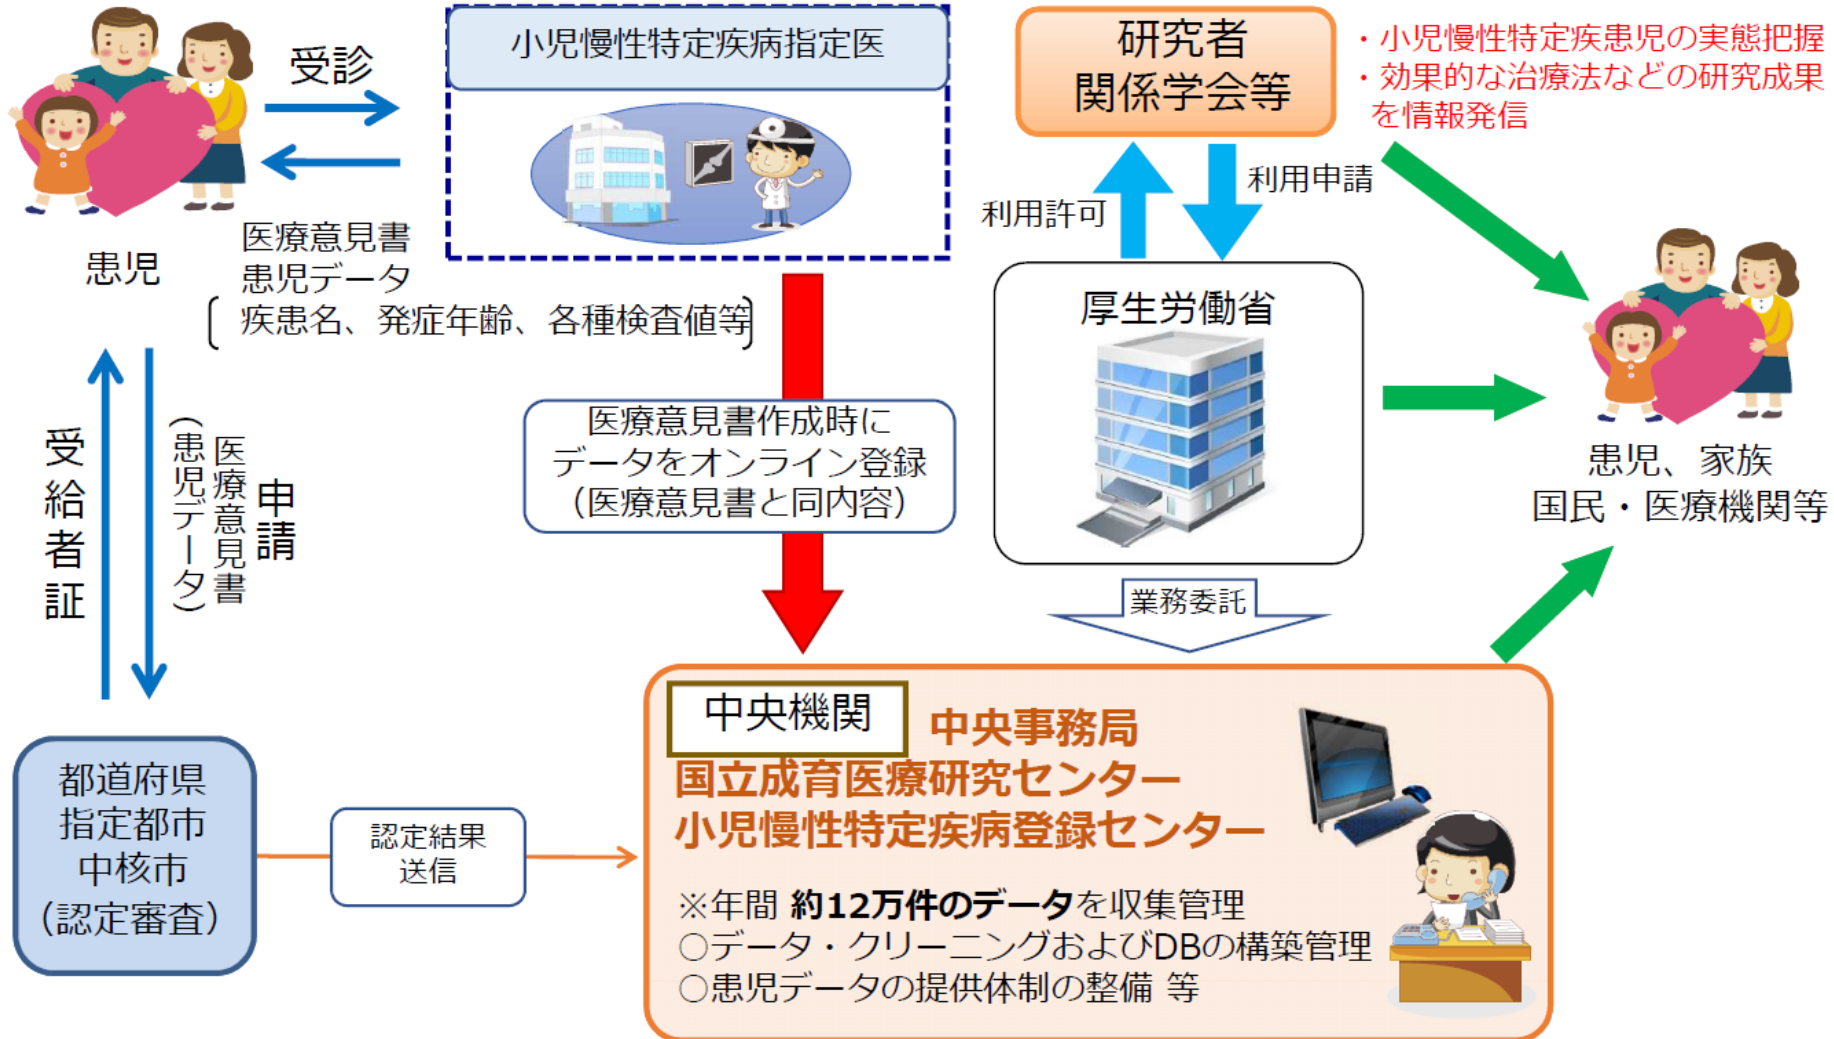 受診
小児慢性特定疾病指定医
研究者
関係学会等
・小児慢性特定疾患児の実態把握
・効果的な治療法などの研究成果
を情報発信
利用許可
利用申請
患児
医療意見書
患児データ
疾患名、発症年齢、各種検査値等
厚生労働省
医療意見書作成時に
データをオンライン登録
（医療意見書と同内容）
患児、家族
国民・医療機関等
受給者証
申請
医療意見書
（患児データ）
業務委託
都道府県
指定都市
中核市
（認定審査）
認定結果
送信
中央機関
中央事務局
国立成育医療研究センター
小児慢性特定疾病登録センター
※年間 約12万件のデータを収集管理
○データ・クリーニングおよびDBの構築管理
○患児データの提供体制の整備 等